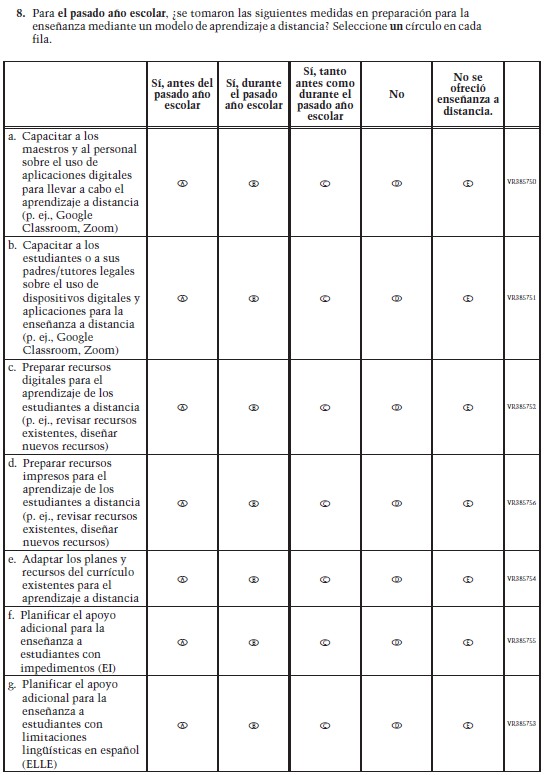 8. Para el pasado año escolar, ¿se tomaron las siguientes medidas en preparación para la
enseñanza mediante un modelo de aprendizaje a distancia? Seleccione un círculo en cada
fila.
Sí, antes del
pasado año
escolar
Sí, durante
el pasado
año escolar
Sí, tanto
antes como
durante el
pasado año
escolar
No
No se
ofreció
enseñanza a
distancia.
a. Capacitar a los
maestros y al personal
sobre el uso de
aplicaciones digitales
para llevar a cabo el
aprendizaje a distancia
(p. ej., Google
Classroom, Zoom)
A B C D E VR385750
b. Capacitar a los
estudiantes o a sus
padres/tutores legales
sobre el uso de
dispositivos digitales y
aplicaciones para la
enseñanza a distancia
(p. ej., Google
Classroom, Zoom)
A B C D E VR385751
c. Preparar recursos
digitales para el
aprendizaje de los
estudiantes a distancia
(p. ej., revisar recursos
existentes, diseñar
nuevos recursos)
A B C D E VR385752
d. Preparar recursos
impresos para el
aprendizaje de los
estudiantes a distancia
(p. ej., revisar recursos
existentes, diseñar
nuevos recursos)
A B C D E VR385756
e. Adaptar los planes y
recursos del currículo
existentes para el
aprendizaje a distancia
A B C D E VR385754
f. Planificar el apoyo
adicional para la
enseñanza a
estudiantes con
impedimentos (EI)
A B C D E VR385755
g. Planificar el apoyo
adicional para la
enseñanza a
estudiantes con
limitaciones
lingüísticas en español
(ELLE)
A B C D E VR385753